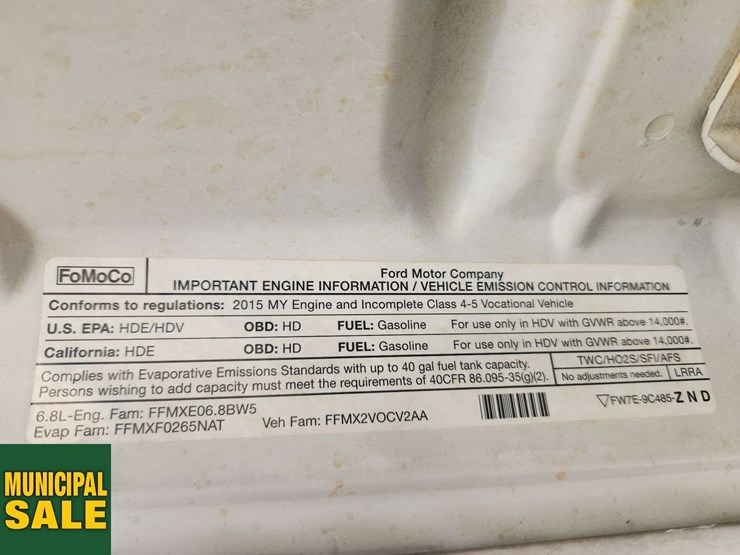 FoMoCo
Ford Motor Company
IMPORTANT ENGINE INFORMATION / VEHICLE EMISSION CONTROL INFORMATION
Conforms to regulations: 2015 MY Engine and Incomplete Class 4-5 Vocational Vehicle
U.S. EPA: HDE/HDV OBD: HD FUEL: Gasoline For use only in HDV with GVWR above 14,000#.
California: HDE OBD: HD FUEL: Gasoline For use only in HDV with GVWR above 14,000#.
Complies with Evaporative Emissions Standards with up to 40 gal fuel tank capacity.
Persons wishing to add capacity must meet the requirements of 40CFR 86.095-35(g)(2).
TWC/HO2S/SFI/AFS
No adjustments needed. LRRA
6.8L-Eng. Fam: FFMXE06.8BW5
Evap Fam: FFMXF0265NAT Veh Fam: FFMX2VOCV2AA
▽FW7E-9C485-Z N D
MUNICIPAL
SALE